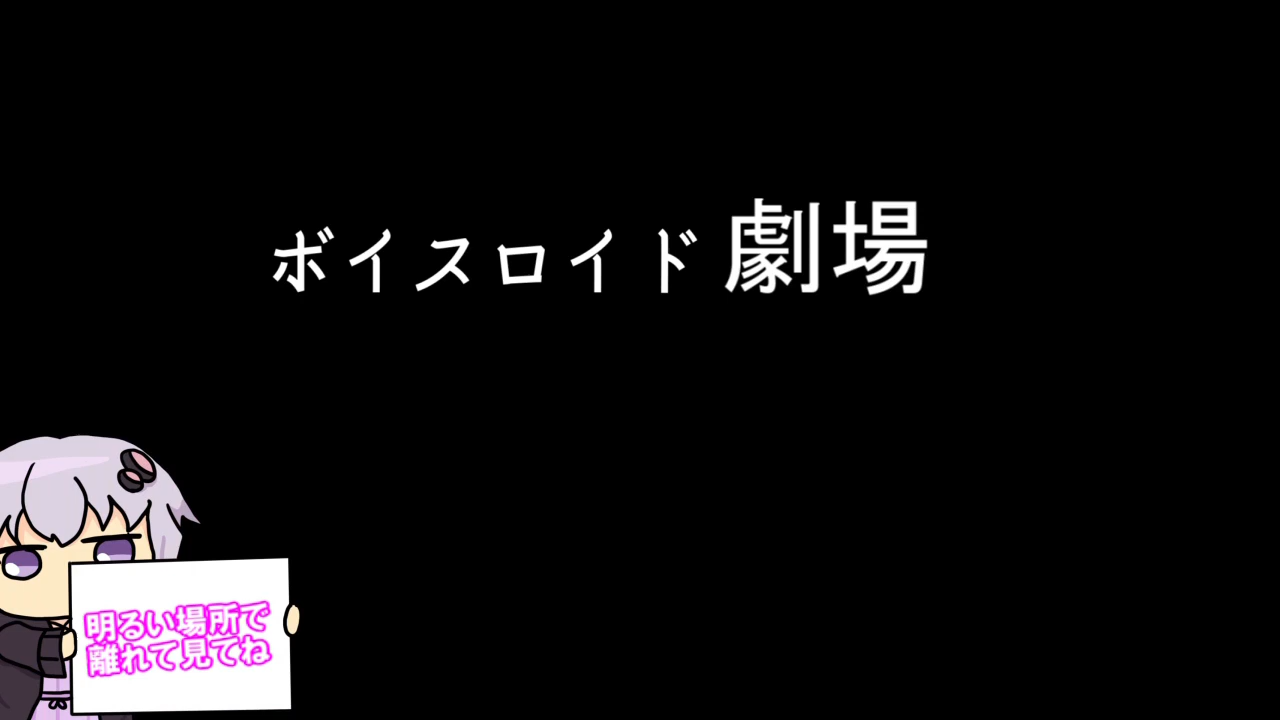 ボイスロイド劇場
明るい場所で
離れて見てね